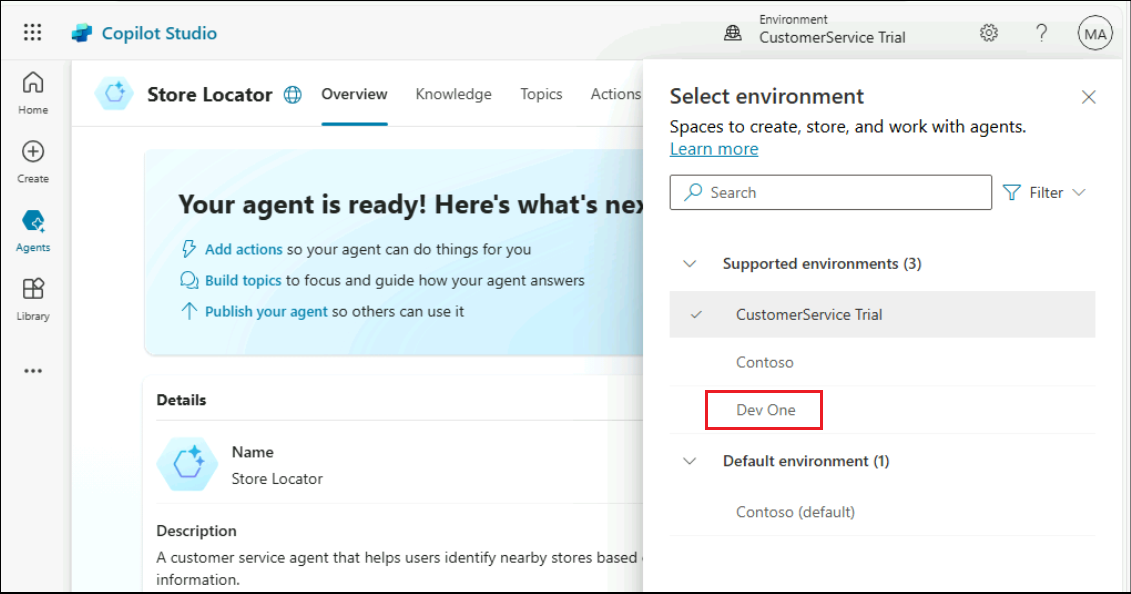 Copilot Studio
Environment
CustomerService Trial
?
MA
Home
Create
Agents
Library
Store Locator
Overview
Knowledge
Topics
Actions
Your agent is ready! Here's what's
Add actions so your agent can do things for you
Build topics to focus and guide how your agent answers
Publish your agent so others can use it
Details
Name
Store Locator
Description
A customer service agent that helps users identify nearby stores based
information.
Select environment
Spaces to create, store, and work with agents.
Learn more
Search
Filter
Supported environments (3)
CustomerService Trial
Contoso
Dev One
Default environment (1)
Contoso (default)